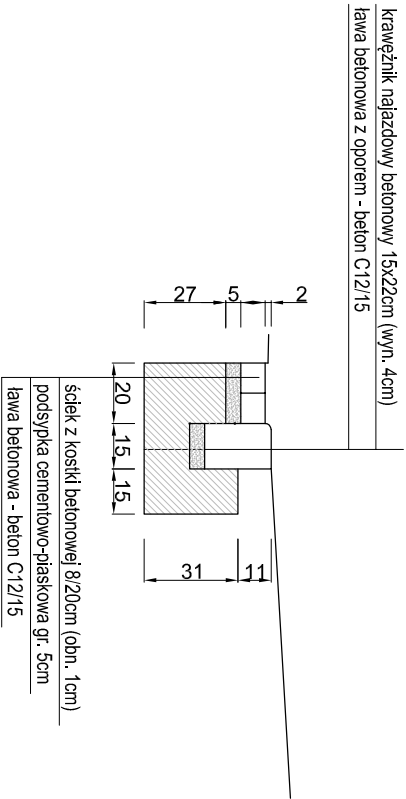 krawężnik najazdowy betonowy 15x22cm (wyn. 4cm)
ława betonowa z oporem - beton C12/15
27
5
2
20
15
15
31
11
ściek z kostki betonowej 8/20cm (obn. 1cm)
podsypka cementowo-piaskowa gr. 5cm
ława betonowa - beton C12/15